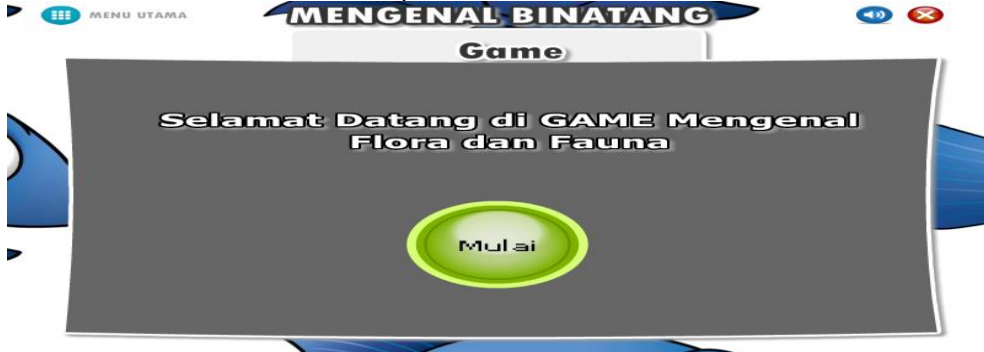 MENU UTAMA
MENGENAL BINATANG
Game
Selamat Datang di GAME Mengenal
Flora dan Fauna
Mulai